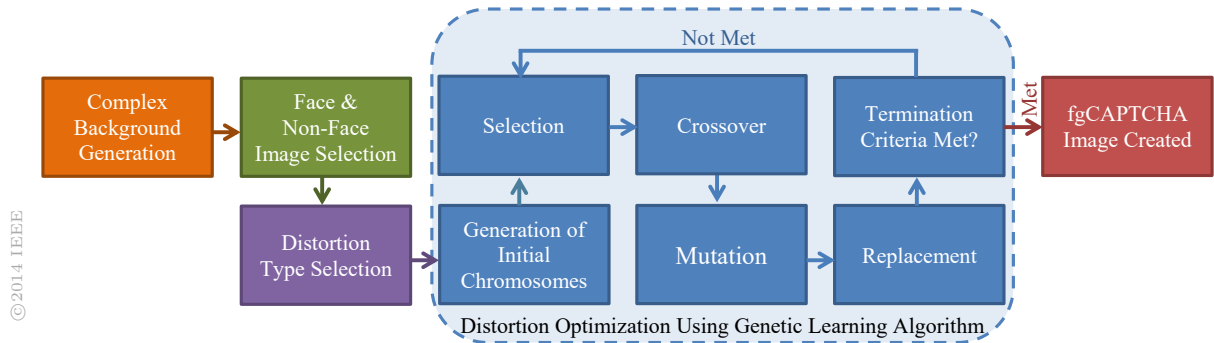 Not Met
Complex
Background
Generation
Face &
Non-Face
Image Selection
Selection
Crossover
Termination
Criteria Met?
Met
fgCAPTCHA
Image Created
Distortion
Type Selection
Generation of
Initial
Chromosomes
Mutation
Replacement
Distortion Optimization Using Genetic Learning Algorithm
©2014 IEEE